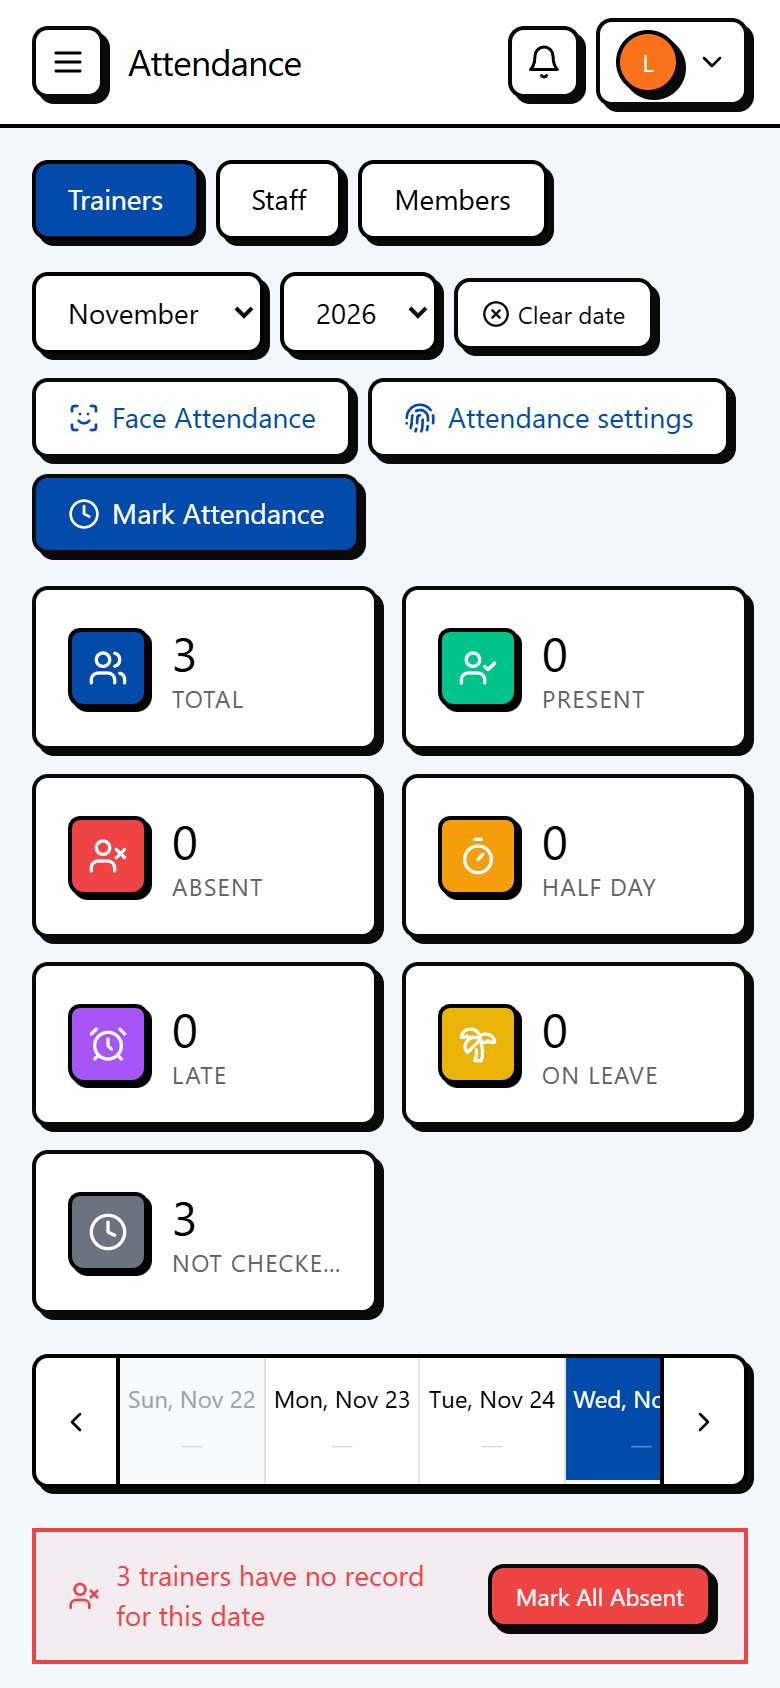 Attendance
L
Trainers
Staff
Members
November
2026
Clear date
Face Attendance
Attendance settings
Mark Attendance
3
TOTAL
0
PRESENT
0
ABSENT
0
HALF DAY
0
LATE
0
ON LEAVE
3
NOT CHECKE...
Sun, Nov 22
—
Mon, Nov 23
—
Tue, Nov 24
—
Wed, No
—
3 trainers have no record
for this date
Mark All Absent